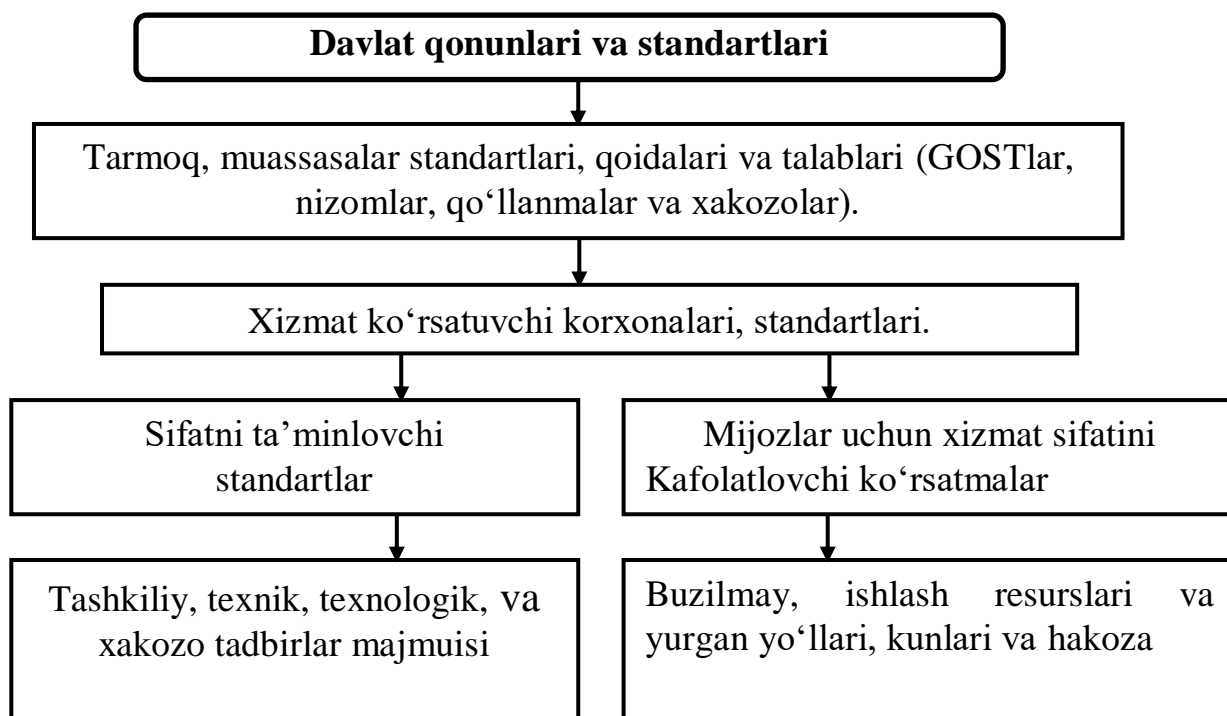 Davlat qonunlari va standartlari
Tarmoq, muassasalar standartlari, qoidalari va talablari (GOSTlar,
nizomlar, qo‘llanmalar va xakozolar).
Xizmat ko‘rsatuvchi korxonalari, standartlari.
Sifatni ta’minlovchi
standartlar
Mijozlar uchun xizmat sifatini
Kafolatlovchi ko‘rsatmalar
Tashkiliy, texnik, texnologik, va
xakozo tadbirlar majmuisi
Buzilmay, ishlash resurslari va
yurgan yo‘llari, kunlari va hakoza